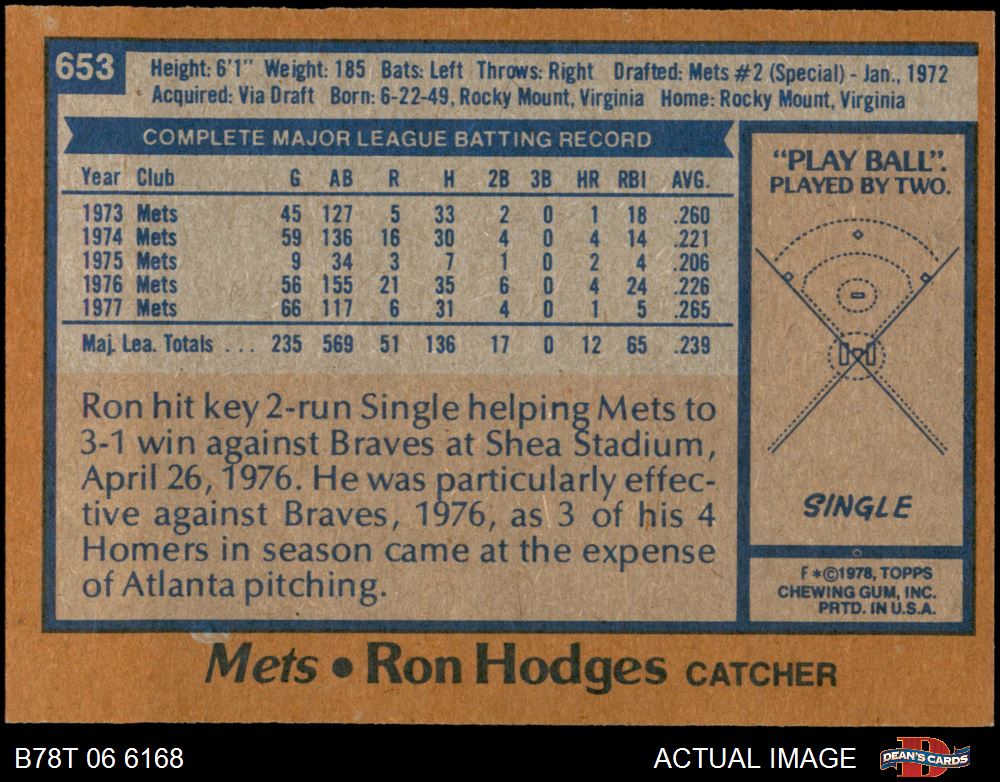 653
Height: 6'1" Weight: 185 Bats: Left Throws: Right Drafted: Mets #2 (Special) - Jan., 1972
Acquired: Via Draft Born: 6-22-49, Rocky Mount, Virginia Home: Rocky Mount, Virginia
COMPLETE MAJOR LEAGUE BATTING RECORD
Year Club G AB R H 2B 3B HR RBI AVG.
1973 Mets 45 127 5 33 2 0 1 18 .260
1974 Mets 59 136 16 30 4 0 4 14 .221
1975 Mets 9 34 3 7 1 0 2 4 .206
1976 Mets 56 155 21 35 6 0 4 24 .226
1977 Mets 66 117 6 31 4 0 1 5 .265
Maj. Lea. Totals ... 235 569 51 136 17 0 12 65 .239
Ron hit key 2-run Single helping Mets to
3-1 win against Braves at Shea Stadium,
April 26, 1976. He was particularly effec-
tive against Braves, 1976, as 3 of his 4
Homers in season came at the expense
of Atlanta pitching.
"PLAY BALL".
PLAYED BY TWO.
SINGLE
F*©1978, TOPPS
CHEWING GUM, INC.
PRTD. IN U.S.A.
Mets • Ron Hodges CATCHER
B78T 06 6168
ACTUAL IMAGE
DEAN'S CARDS